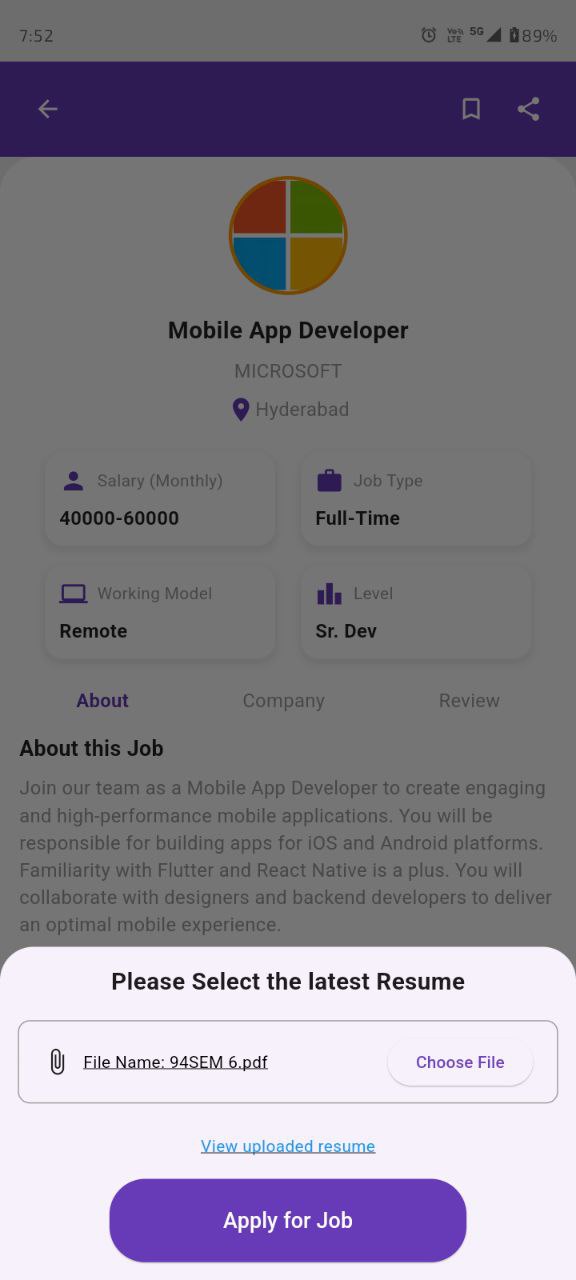 7:52
VoLTE 5G 89%
Mobile App Developer
MICROSOFT
Hyderabad
Salary (Monthly) Job Type
40000-60000 Full-Time
Working Model Level
Remote Sr. Dev
About Company Review
About this Job
Join our team as a Mobile App Developer to create engaging
and high-performance mobile applications. You will be
responsible for building apps for iOS and Android platforms.
Familiarity with Flutter and React Native is a plus. You will
collaborate with designers and backend developers to deliver
an optimal mobile experience.
Please Select the latest Resume
File Name: 94SEM 6.pdf Choose File
View uploaded resume
Apply for Job